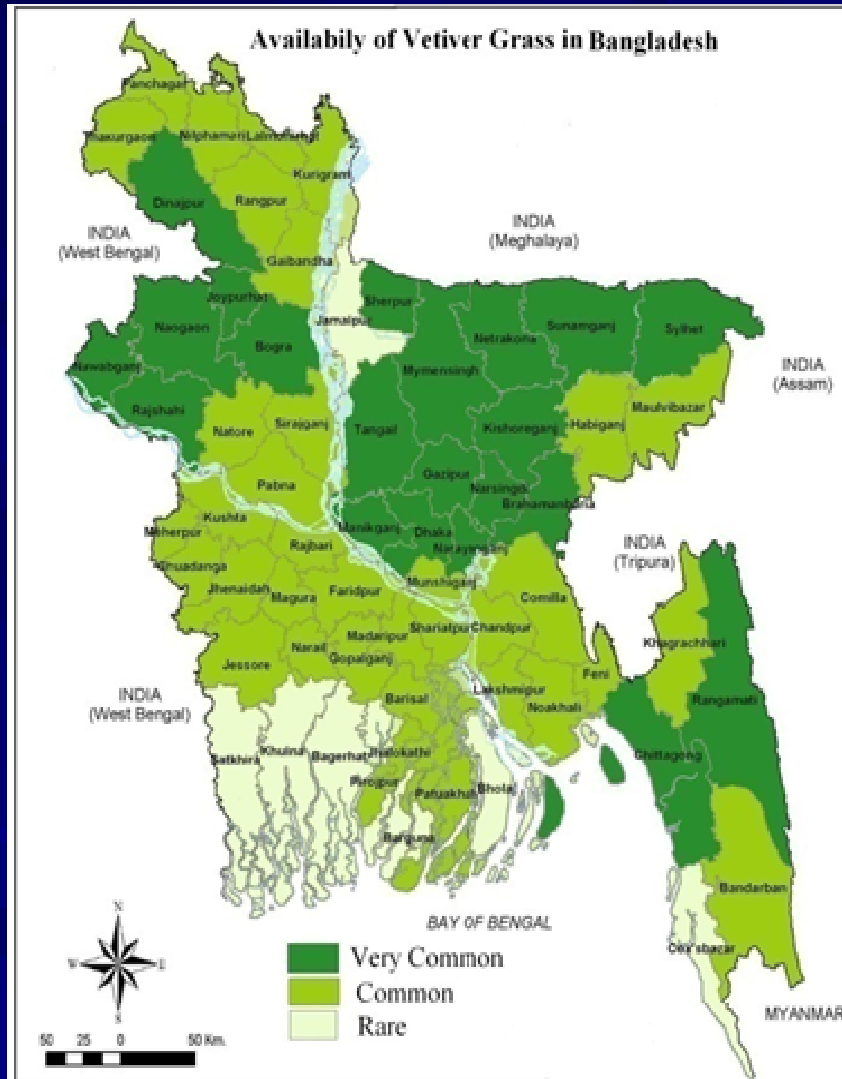 Availabily of Vetiver Grass in Bangladesh
Panchagar
Thakurgaon
Nilphamari
Lalmonirhat
Kurigram
Dinajpur
Rangpur
INDIA
(West Bengal)
INDIA
(Meghalaya)
Gaibandha
Joypurhat
Sherpur
Naogaon
Jamalpur
Netrakona
Sunamganj
Sylhet
Bogra
Nawabganj
Mymensingh
INDIA
(Assam)
Rajshahi
Maulvibazar
Natore
Sirajganj
Tangail
Kishoreganj
Habiganj
Gazipur
Pabna
Narsingdi
Brahamanbaria
Kushta
Manikganj
Dhaka
Meherpur
Rajbari
Narayanganj
INDIA
(Tripura)
Chuadanga
Munshiganj
Jhenaidah
Magura
Faridpur
Comilla
Shariatpur
Chandpur
Madaripur
Khagrachhari
Narail
Gopalganj
Jessore
Feni
Lakshmipur
Rangamati
INDIA
(West Bengal)
Barisal
Noakhali
Satkhira
Khulna
Bagerhat
Jhalokathi
Chittagong
Pirojpur
Patuakhali
Bhola
Barguna
Bandarban
BAY OF BENGAL
N
W
E
S
Very Common
Common
Rare
Cox'sbazar
MYANMAR
50 25 0 50 Km.